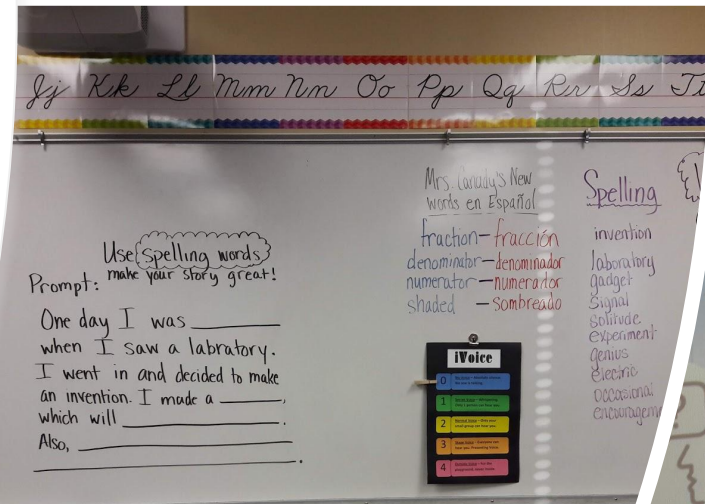 Jj Kk Ll Mm Nn Oo Pp Qq Rr Ss Tt
Use spelling words
Prompt: make your story great!
One day I was
when I saw a labratory.
I went in and decided to make
an invention. I made a ,
which will .
Also,
.
Mrs. Canady's New
Words en Español
fraction-fracción
denominator-denominador
numerator-numerador
shaded -Sombreado
iVoice
0
1
2
3
4
Spelling
invention
laboratory
gadget
Signal
Solitude
experiment
genius
electric
occasional
encouragem